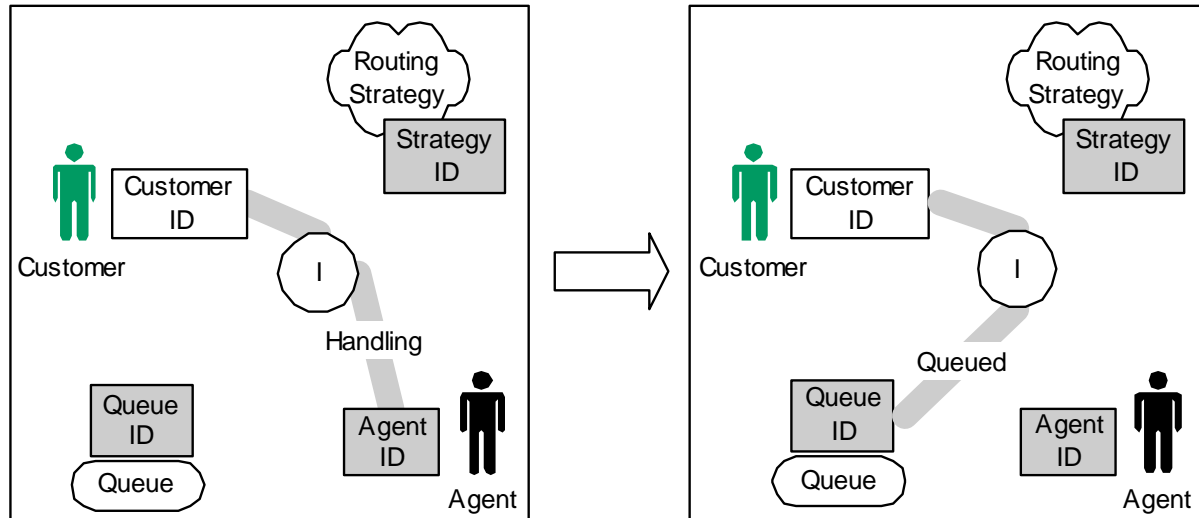 Routing
Strategy
Strategy
ID
Customer
ID
Customer
I
Handling
Queue
ID
Queue
Agent
ID
Agent
Routing
Strategy
Strategy
ID
Customer
ID
Customer
I
Queued
Queue
ID
Queue
Agent
ID
Agent